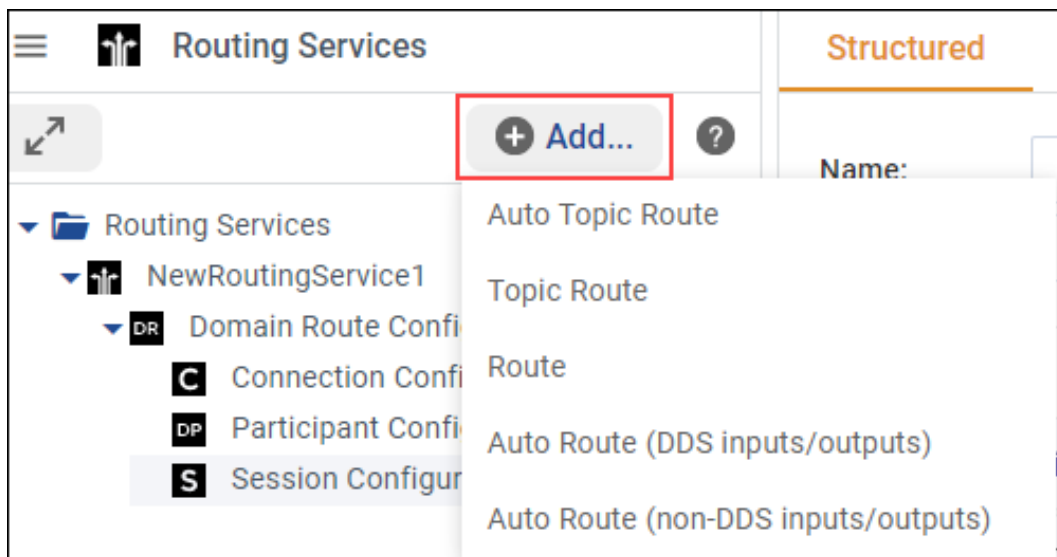 Routing Services
Structured
Add...
Name:
Auto Topic Route
Routing Services
NewRoutingService1
Topic Route
DR Domain Route Confi
Route
C Connection Confi
DP Participant Confi
Auto Route (DDS inputs/outputs)
S Session Configur
Auto Route (non-DDS inputs/outputs)